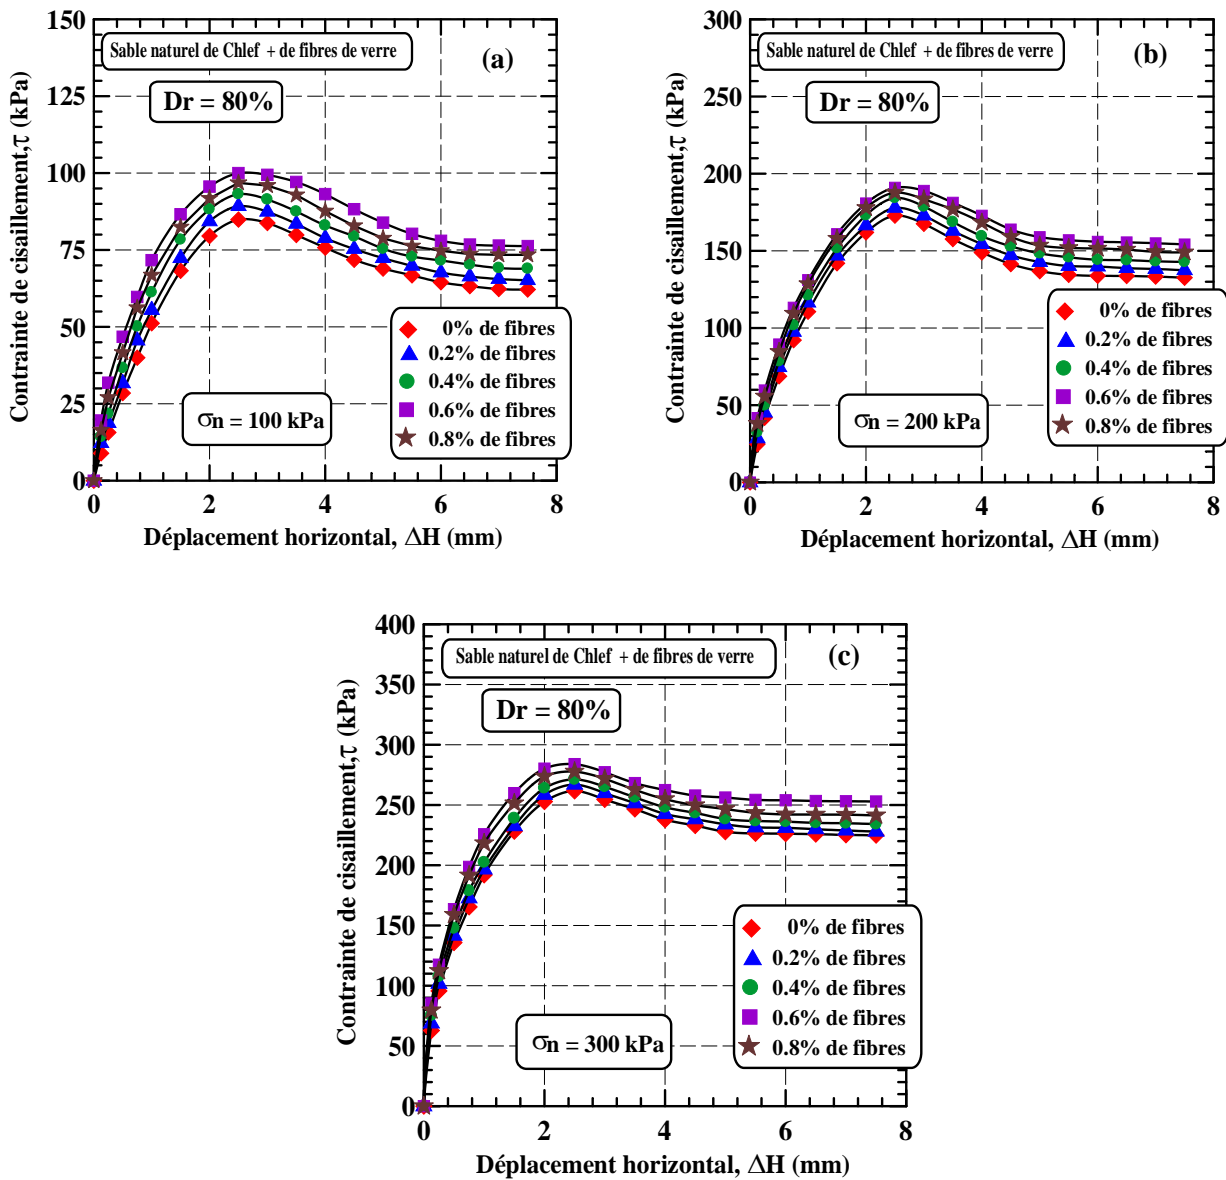 150
125
100
75
50
25
0
Contrainte de cisaillement,τ (kPa)
Sable naturel de Chlef + de fibres de verre
(a)
Dr = 80%
0% de fibres
0.2% de fibres
0.4% de fibres
0.6% de fibres
0.8% de fibres
σn = 100 kPa
0 2 4 6 8
Déplacement horizontal, ΔH (mm)
300
250
200
150
100
50
0
Contrainte de cisaillement,τ (kPa)
Sable naturel de Chlef + de fibres de verre
(b)
Dr = 80%
0% de fibres
0.2% de fibres
0.4% de fibres
0.6% de fibres
0.8% de fibres
σn = 200 kPa
0 2 4 6 8
Déplacement horizontal, ΔH (mm)
400
350
300
250
200
150
100
50
0
Contrainte de cisaillement,τ (kPa)
Sable naturel de Chlef + de fibres de verre
(c)
Dr = 80%
0% de fibres
0.2% de fibres
0.4% de fibres
0.6% de fibres
0.8% de fibres
σn = 300 kPa
0 2 4 6 8
Déplacement horizontal, ΔH (mm)